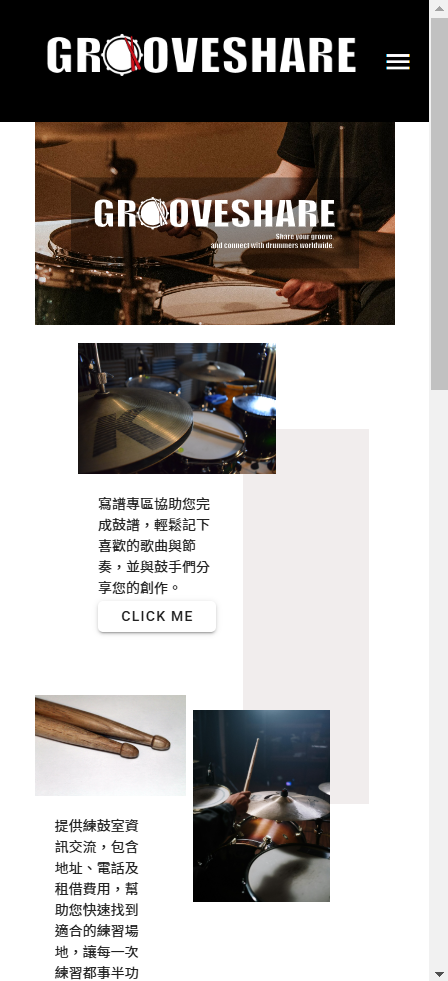 GROOVESHARE
GROOVESHARE
Share your groove.
and connect with drummers worldwide.
寫譜專區協助您完
成鼓譜，輕鬆記下
喜歡的歌曲與節
奏，並與鼓手們分
享您的創作。
CLICK ME
提供練鼓室資
訊交流，包含
地址、電話及
租借費用，幫
助您快速找到
適合的練習場
地，讓每一次
練習都事半功